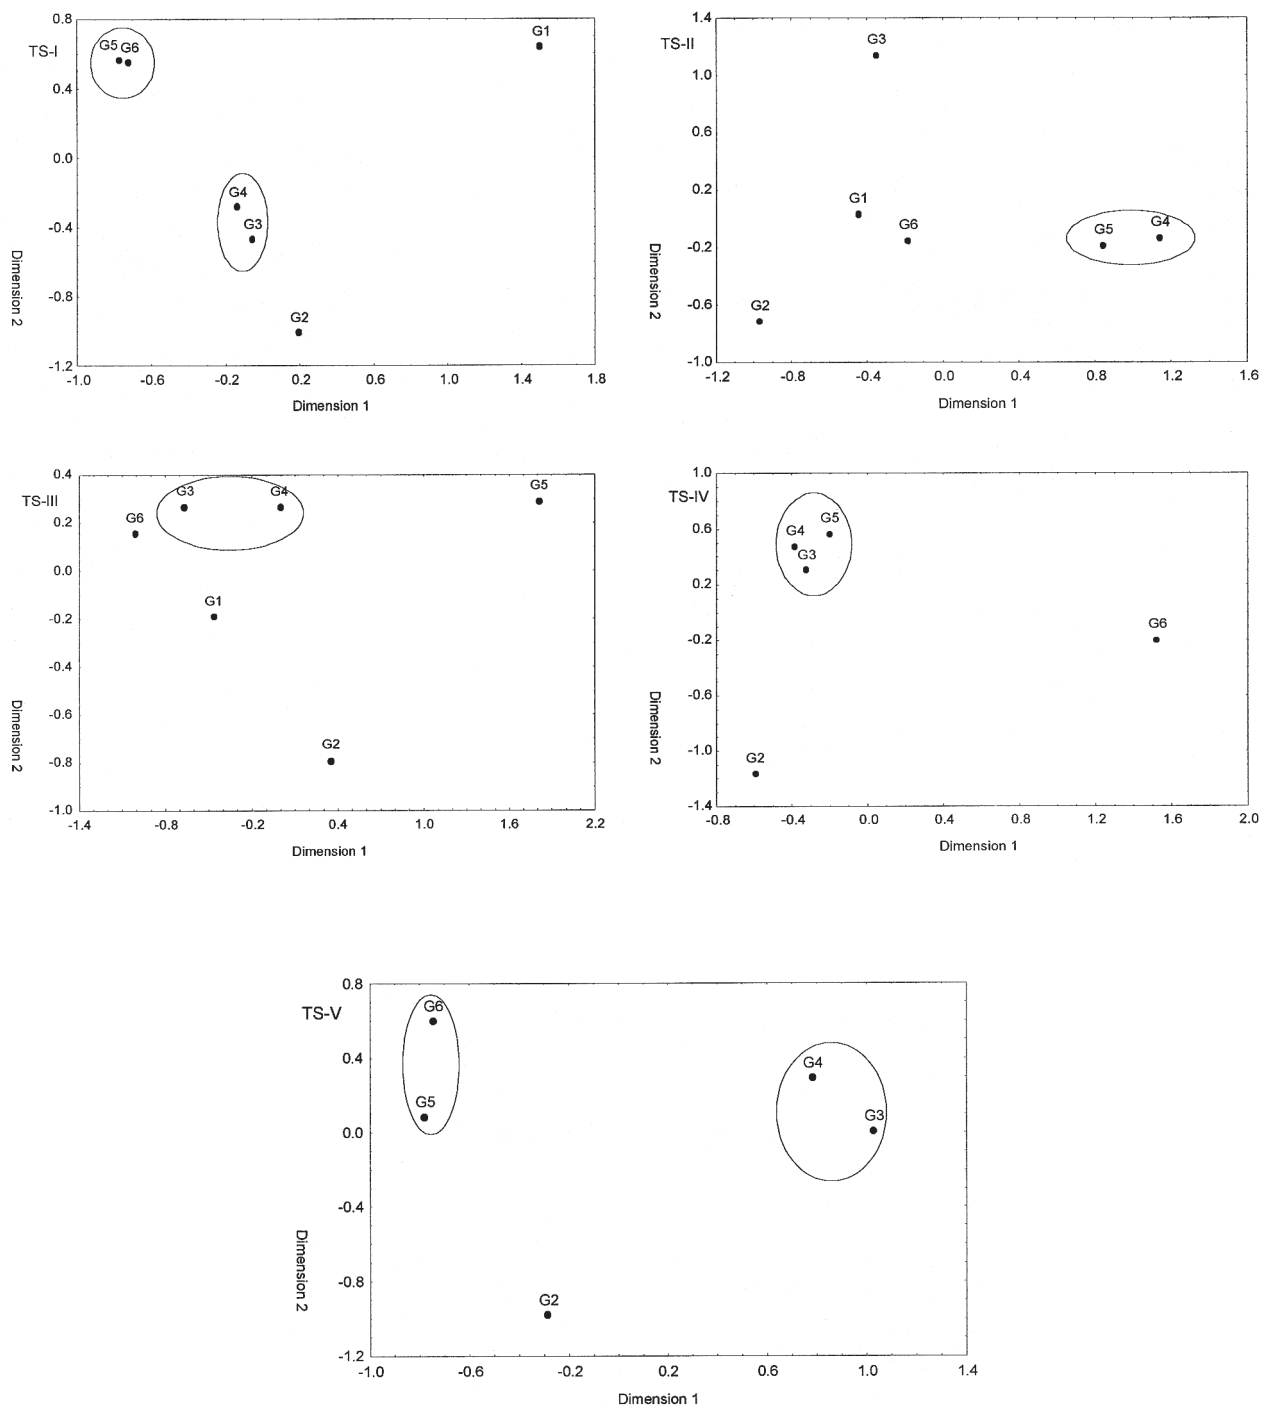 TS-I
0.8
0.4
0.0
-0.4
-0.8
-1.2
G5 G6
G1
G4
G3
G2
-1.0 -0.6 -0.2 0.2 0.6 1.0 1.4 1.8
Dimension 1
Dimension 2
TS-II
1.4
1.0
0.6
0.2
-0.2
-0.6
-1.0
G3
G1
G6
G5
G4
G2
-1.2 -0.8 -0.4 0.0 0.4 0.8 1.2 1.6
Dimension 1
Dimension 2
TS-III
0.4
0.2
0.0
-0.2
-0.4
-0.6
-0.8
-1.0
G3
G4
G5
G6
G1
G2
-1.4 -0.8 -0.2 0.4 1.0 1.6 2.2
Dimension 1
Dimension 2
TS-IV
1.0
0.6
0.2
-0.2
-0.6
-1.0
-1.4
G5
G4
G3
G6
G2
-0.8 -0.4 0.0 0.4 0.8 1.2 1.6 2.0
Dimension 1
Dimension 2
TS-V
0.8
0.4
0.0
-0.4
-0.8
-1.2
G6
G5
G4
G3
G2
-1.0 -0.6 -0.2 0.2 0.6 1.0 1.4
Dimension 1
Dimension 2